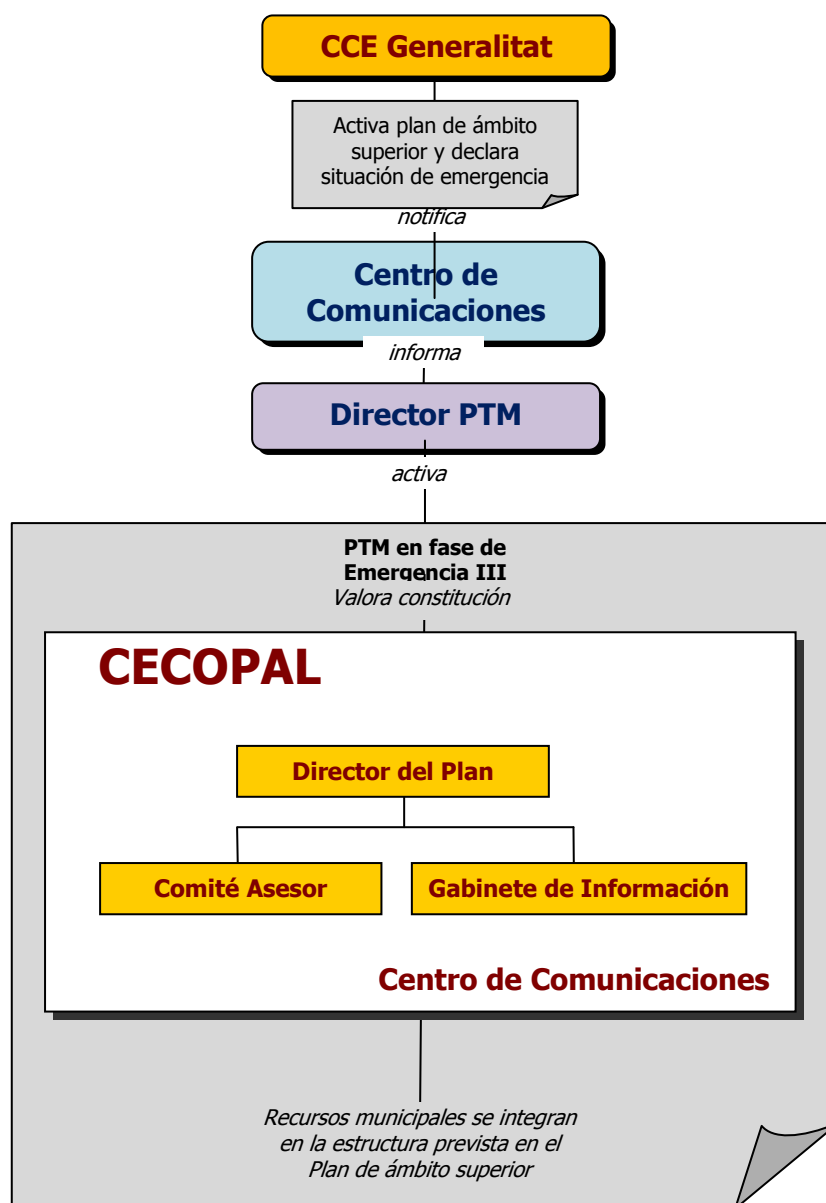 CCE Generalitat
Activa plan de ámbito
superior y declara
situación de emergencia
notifica
Centro de
Comunicaciones
informa
Director PTM
activa
PTM en fase de
Emergencia III
Valora constitución
CECOPAL
Director del Plan
Comité Asesor
Gabinete de Información
Centro de Comunicaciones
Recursos municipales se integran
en la estructura prevista en el
Plan de ámbito superior